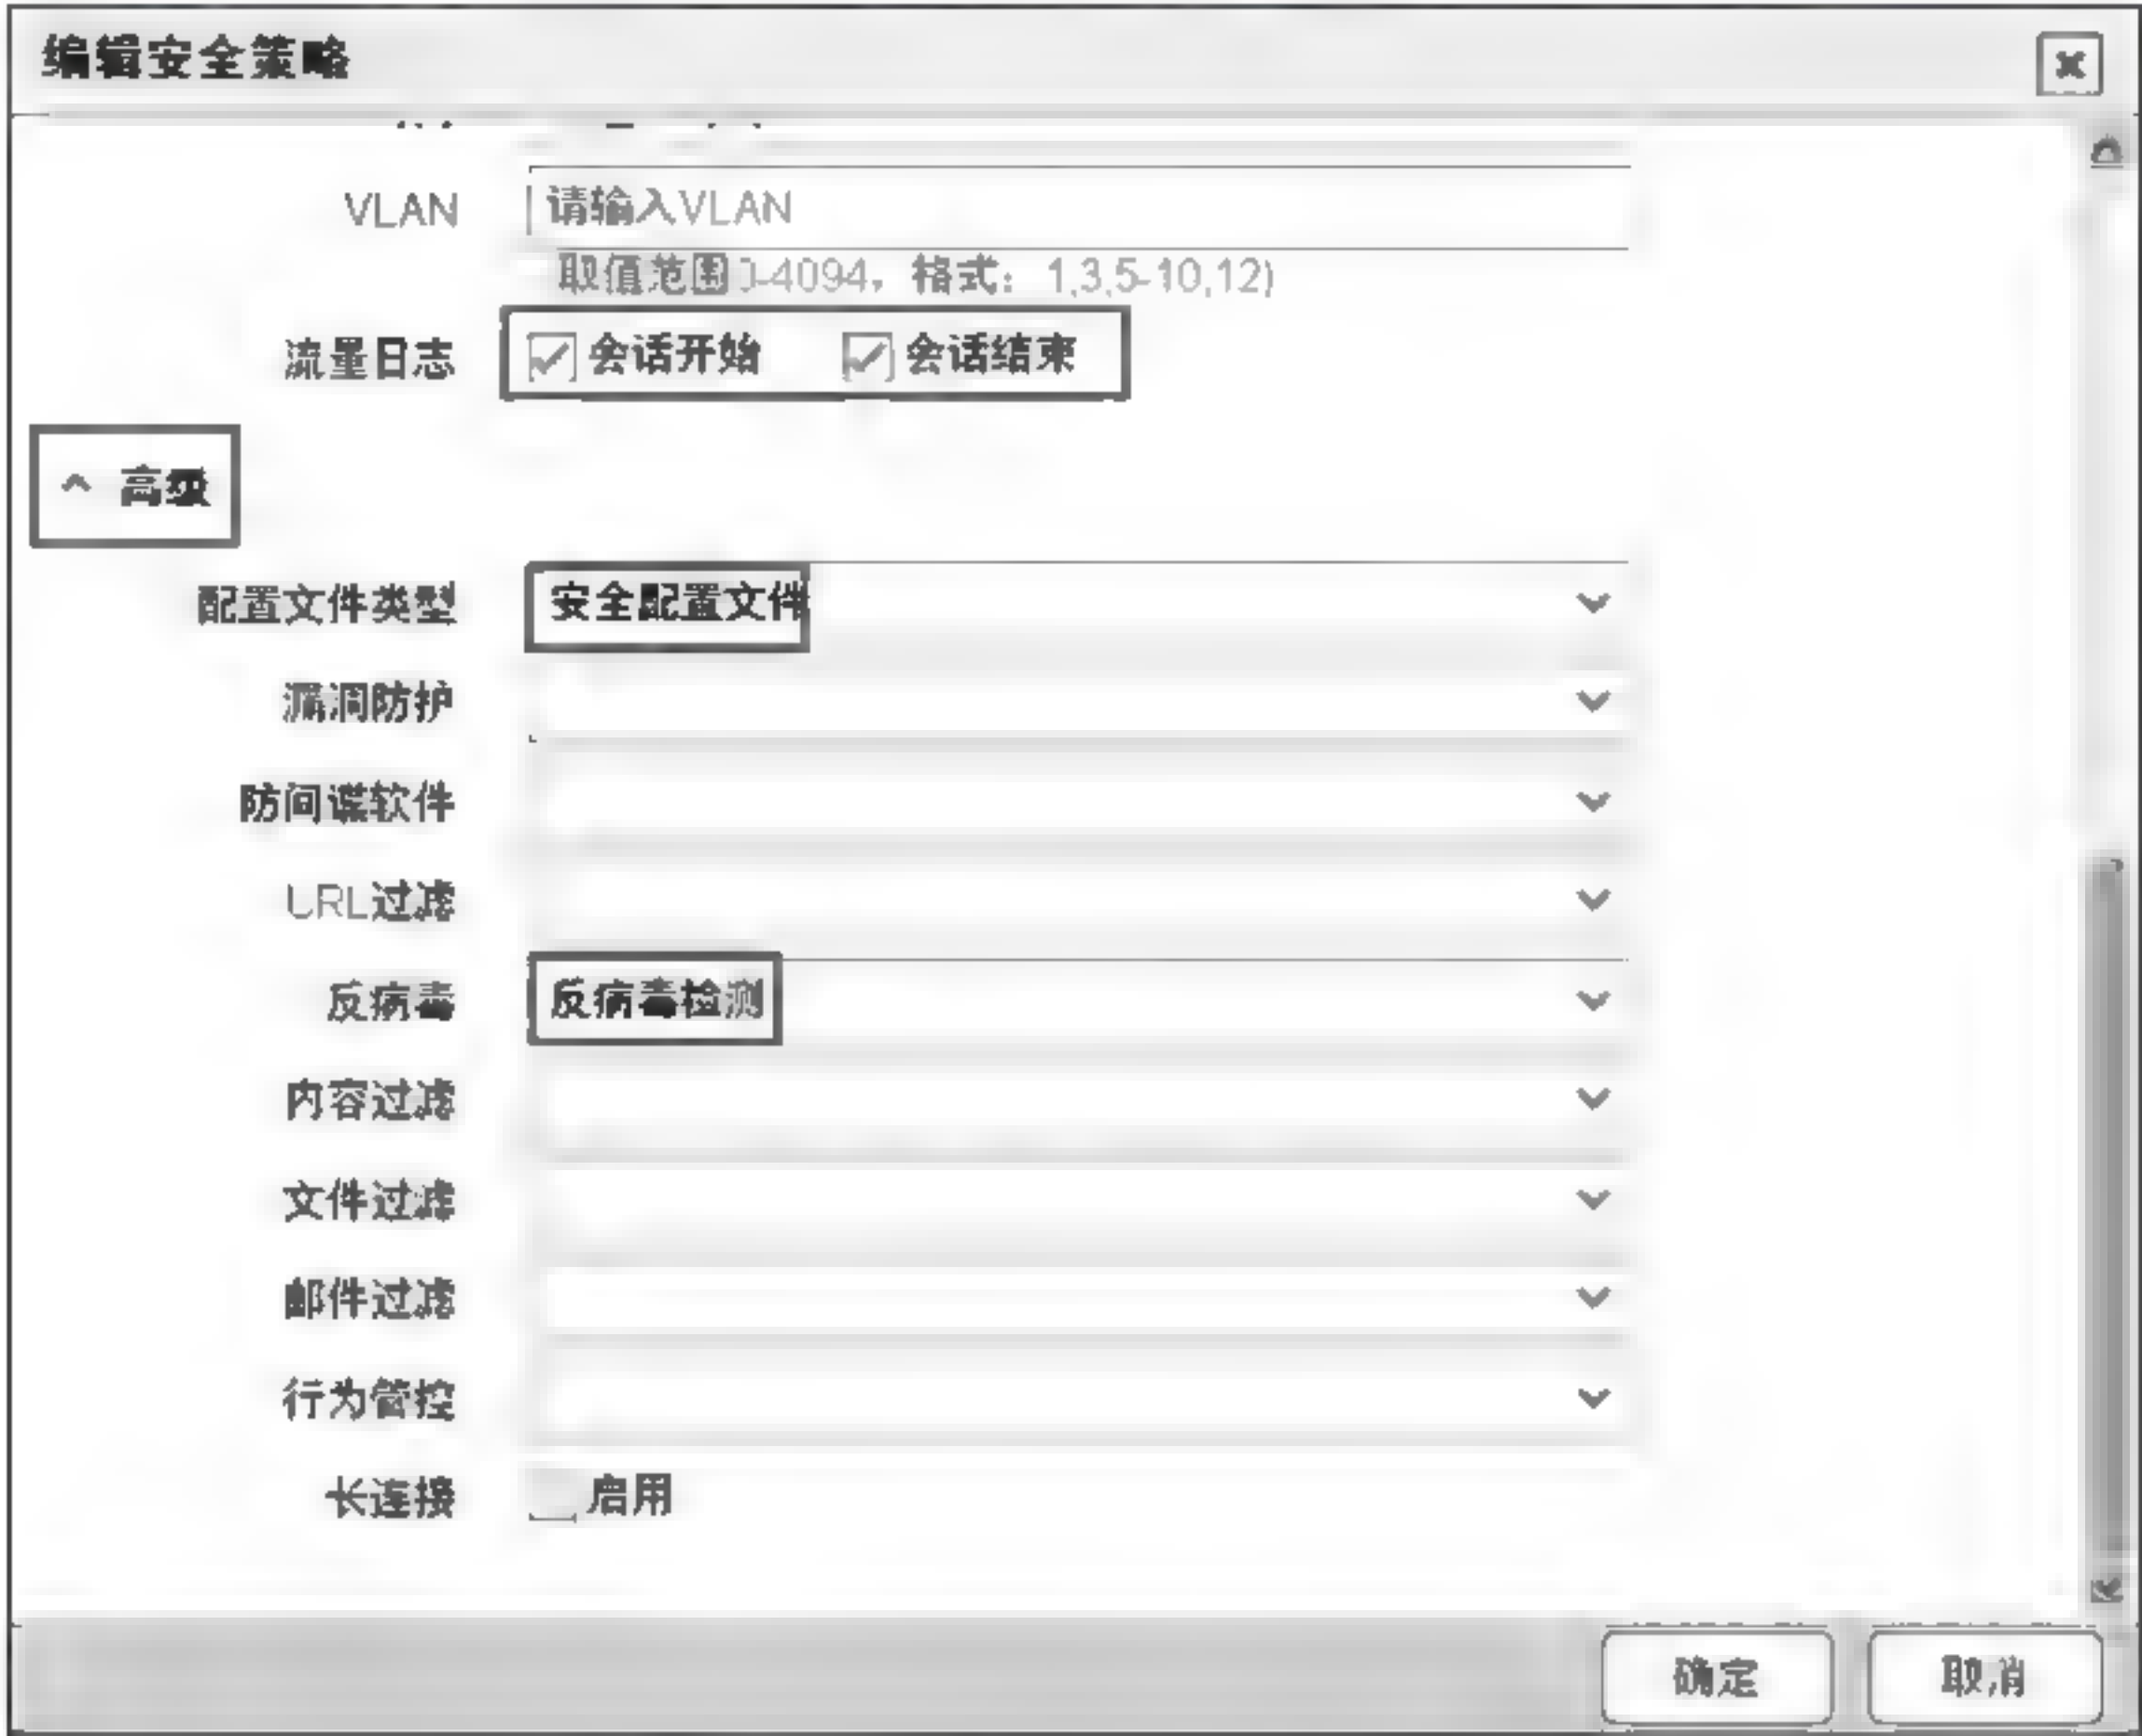 编辑安全策略
VLAN 请输入VLAN
取值范围0-4094，格式：1,3,5-10,12)
流量日志 会话开始 会话结束
高级
配置文件类型 安全配置文件
漏洞防护
防间谍软件
URL过滤
反病毒 反病毒检测
内容过滤
文件过滤
邮件过滤
行为管控
长连接 启用
确定 取消